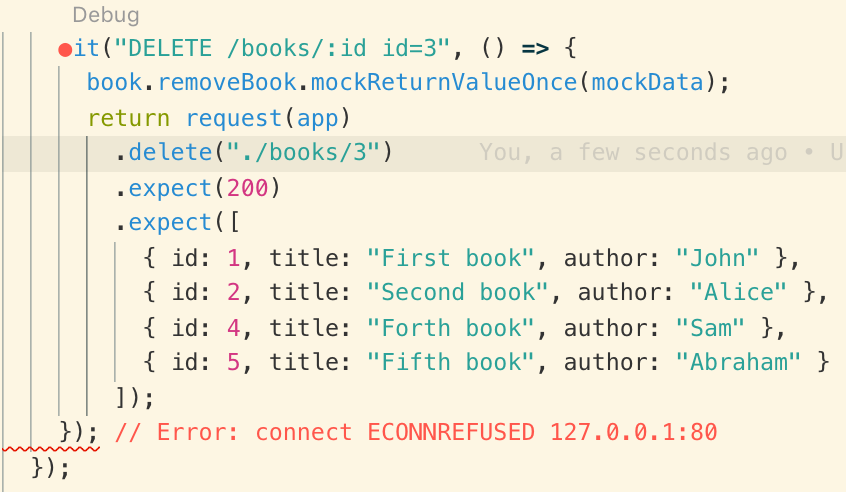 Debug
it("DELETE /books/:id id=3", () => {
book.removeBook.mockReturnValueOnce(mockData);
return request(app)
.delete("./books/3") You, a few seconds ago • U
.expect(200)
.expect([
{ id: 1, title: "First book", author: "John" },
{ id: 2, title: "Second book", author: "Alice" },
{ id: 4, title: "Forth book", author: "Sam" },
{ id: 5, title: "Fifth book", author: "Abraham" }
]);
}); // Error: connect ECONNREFUSED 127.0.0.1:80
});